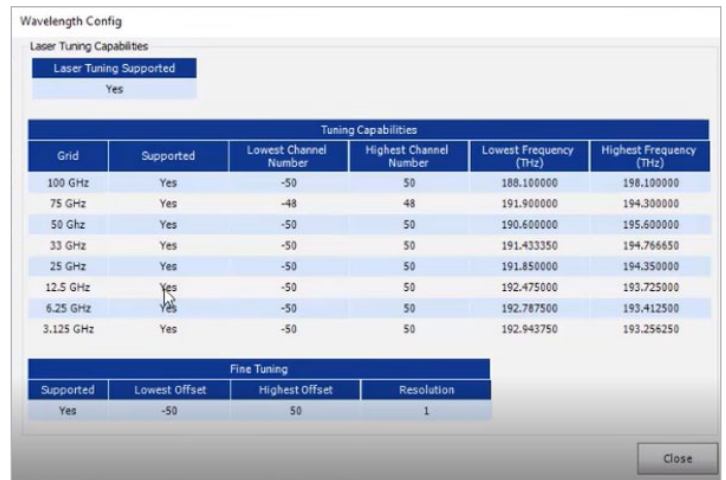 Wavelength Config
Laser Tuning Capabilities
Laser Tuning Supported
Yes
Tuning Capabilities
Grid Supported Lowest Channel Number Highest Channel Number Lowest Frequency (THz) Highest Frequency (THz)
100 GHz Yes -50 50 188.100000 198.100000
75 GHz Yes -48 48 191.900000 194.300000
50 Ghz Yes -50 50 190.600000 195.600000
33 GHz Yes -50 50 191.433350 194.766650
25 GHz Yes -50 50 191.850000 194.350000
12.5 GHz Yes -50 50 192.475000 193.725000
6.25 GHz Yes -50 50 192.787500 193.412500
3.125 GHz Yes -50 50 192.943750 193.256250
Fine Tuning
Supported Lowest Offset Highest Offset Resolution
Yes -50 50 1
Close